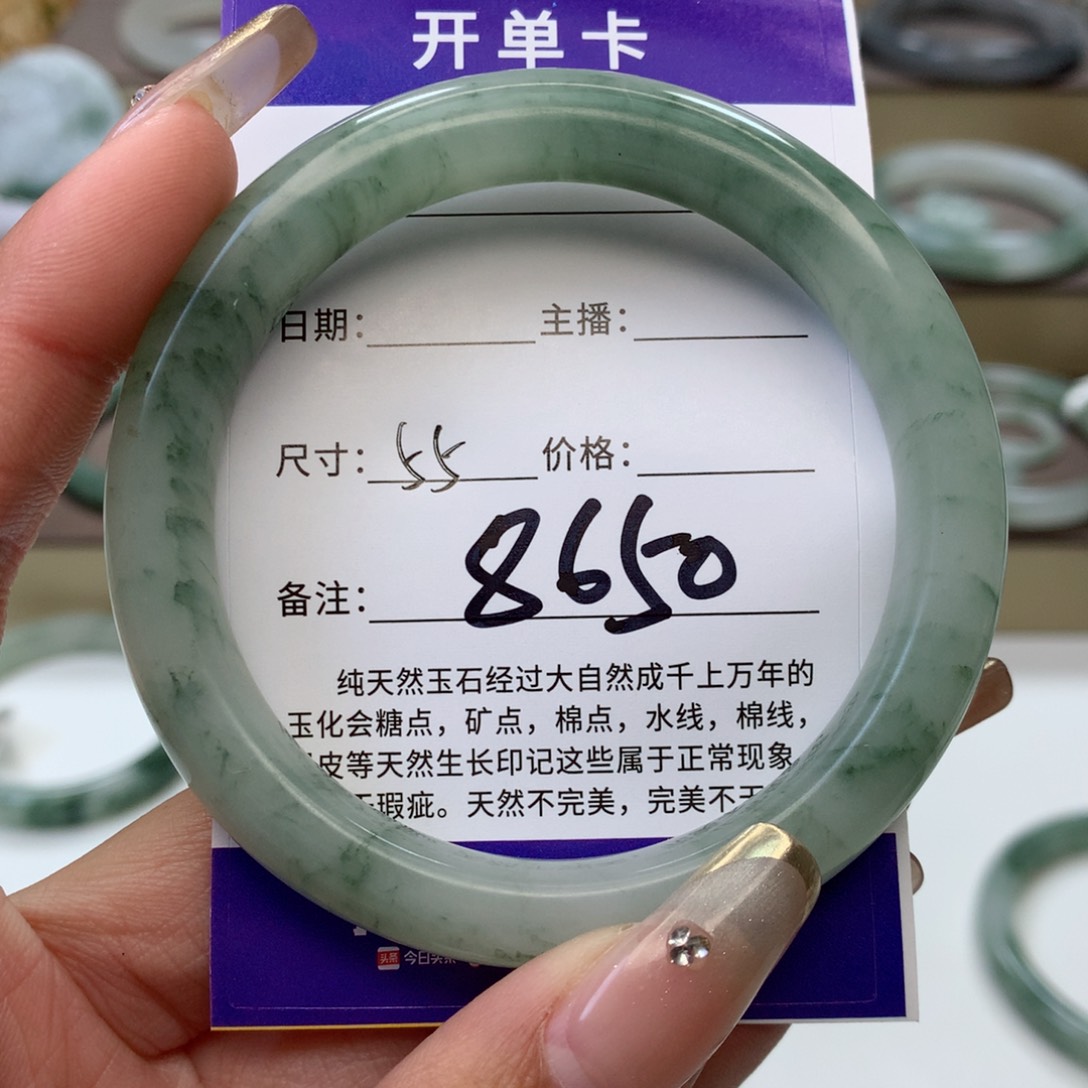 开单卡
日期： 主播：
尺寸：55 价格：
备注：8650
纯天然玉石经过大自然成千上万年的
玉化会糖点，矿点，棉点，水线，棉线，
皮等天然生长印记这些属于正常现象
瑕疵。天然不完美，完美不
头条 今日头条